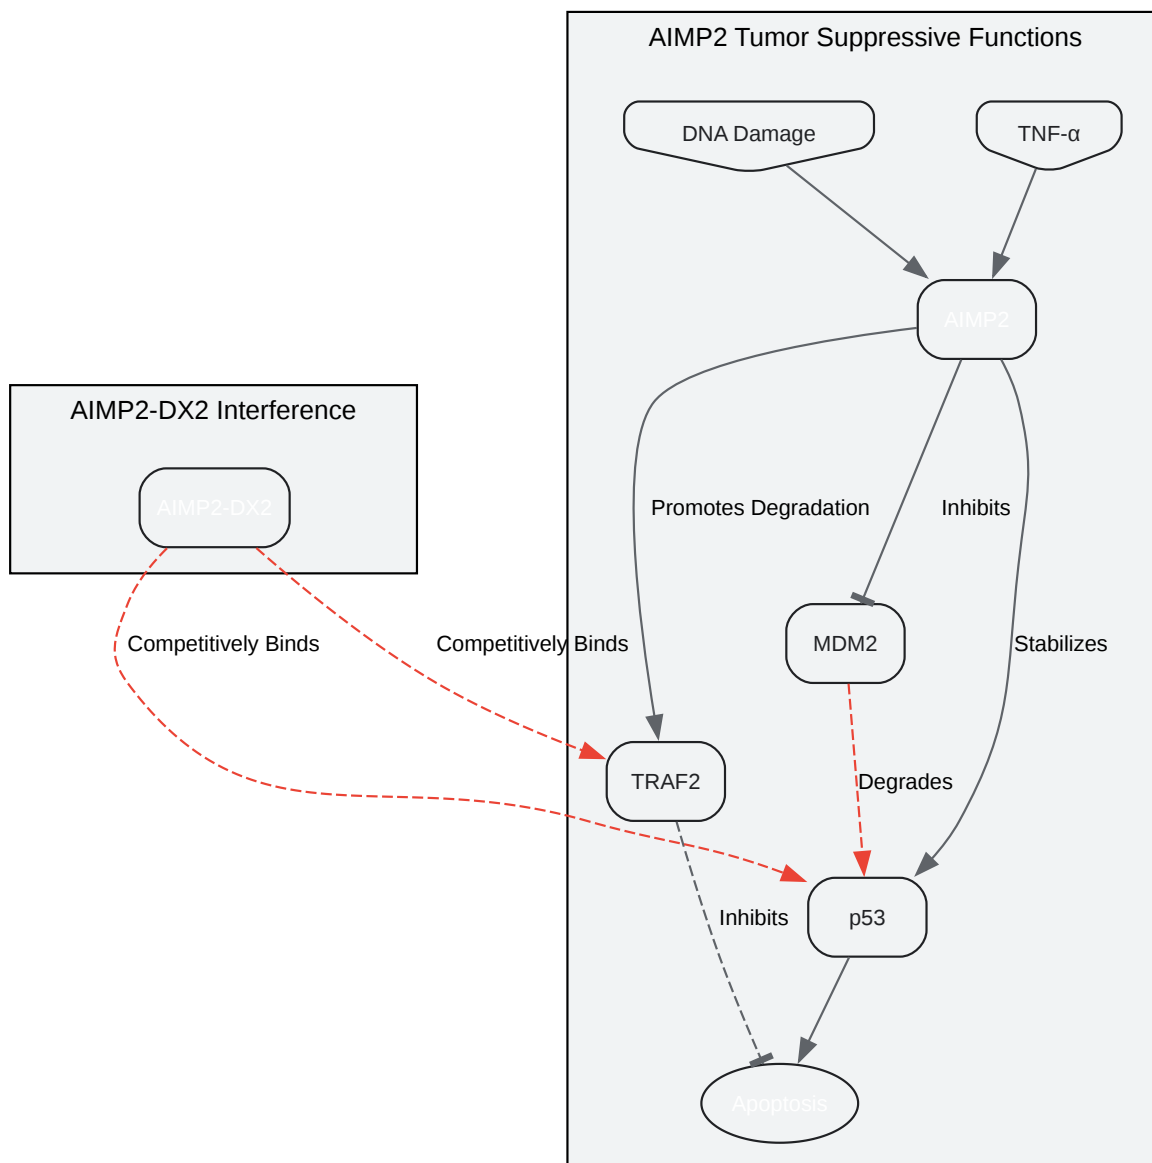 AIMP2 Tumor Suppressive Functions
DNA Damage
TNF-α
AIMP2
AIMP2-DX2 Interference
AIMP2-DX2
Promotes Degradation
Inhibits
Competitively Binds
Competitively Binds
MDM2
Stabilizes
TRAF2
Degrades
p53
Inhibits
Apoptosis